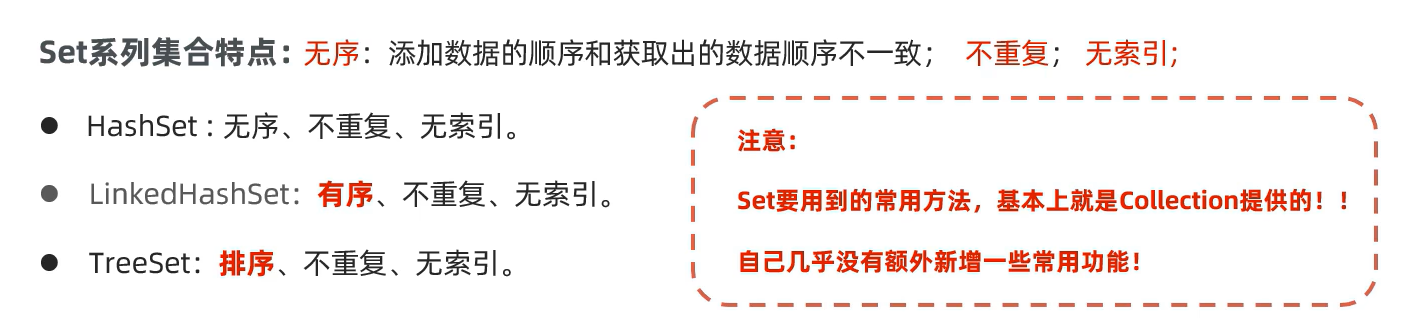 Set系列集合特点：无序：添加数据的顺序和获取出的数据顺序不一致； 不重复； 无索引;
● HashSet : 无序、不重复、无索引。
● LinkedHashSet：有序、不重复、无索引。
● TreeSet：排序、不重复、无索引。
注意：
Set要用到的常用方法，基本上就是Collection提供的！！
自己几乎没有额外新增一些常用功能！